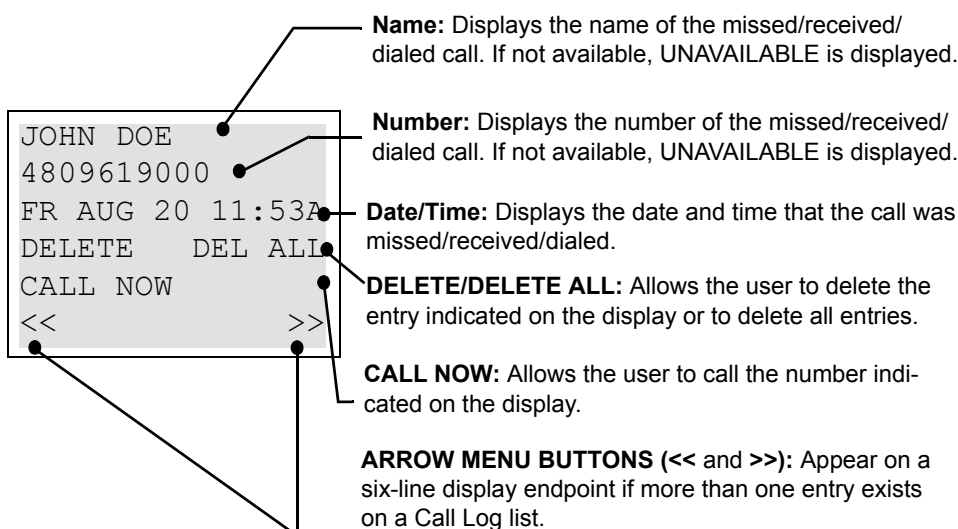 Name: Displays the name of the missed/received/
dialed call. If not available, UNAVAILABLE is displayed.
JOHN DOE
4809619000
FR AUG 20 11:53A
DELETE DEL ALL
CALL NOW
<< >>
Number: Displays the number of the missed/received/
dialed call. If not available, UNAVAILABLE is displayed.
Date/Time: Displays the date and time that the call was
missed/received/dialed.
DELETE/DELETE ALL: Allows the user to delete the
entry indicated on the display or to delete all entries.
CALL NOW: Allows the user to call the number indi-
cated on the display.
ARROW MENU BUTTONS (<< and >>): Appear on a
six-line display endpoint if more than one entry exists
on a Call Log list.